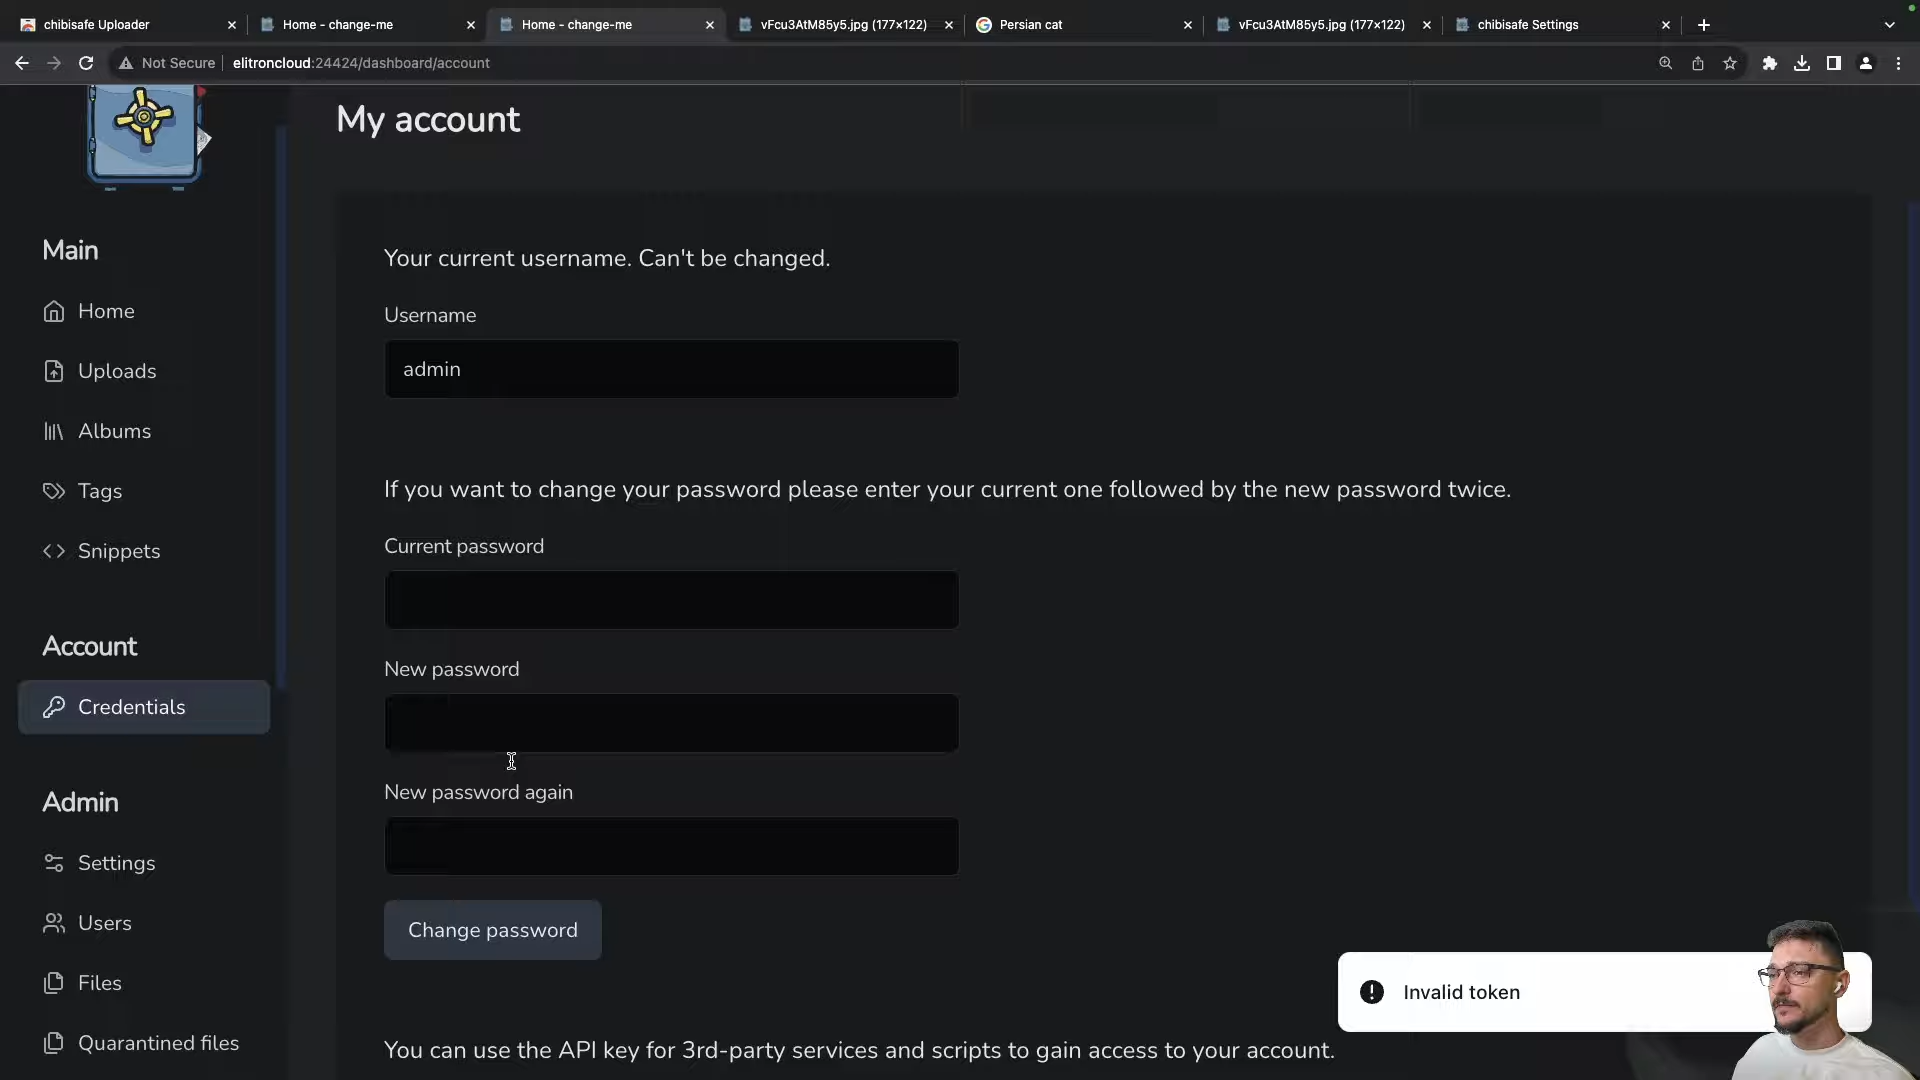 chibisafe Uploader
Home - change-me
Home - change-me
vFcu3AtM85y5.jpg (177×122)
Persian cat
vFcu3AtM85y5.jpg (177×122)
chibisafe Settings
Not Secure
elitroncloud:24424/dashboard/account
My account
Main
Home
Uploads
Albums
Tags
Snippets
Account
Credentials
Admin
Settings
Users
Files
Quarantined files
Your current username. Can't be changed.
Username
admin
If you want to change your password please enter your current one followed by the new password twice.
Current password
New password
New password again
Change password
You can use the API key for 3rd-party services and scripts to gain access to your account.
Invalid token